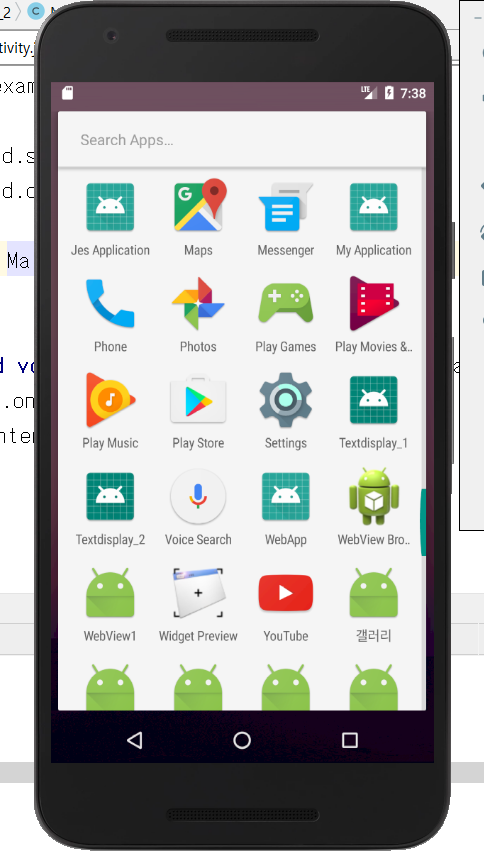 _2
tivity.j
exam
d.s
d.c
Ma
d vo
.on
nten
LTE 7:38
Search Apps...
Jes Application
Maps
Messenger
My Application
Phone
Photos
Play Games
Play Movies &..
Play Music
Play Store
Settings
Textdisplay_1
Textdisplay_2
Voice Search
WebApp
WebView Bro..
WebView1
Widget Preview
YouTube
갤러리